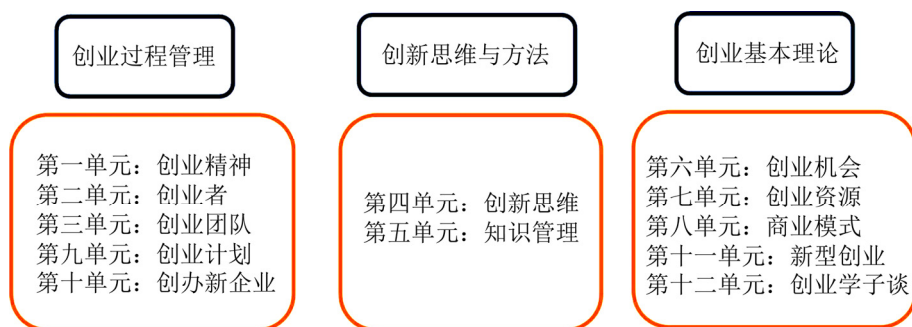 创业过程管理
创新思维与方法
创业基本理论
第一单元：创业精神
第二单元：创业者
第三单元：创业团队
第九单元：创业计划
第十单元：创办新企业
第四单元：创新思维
第五单元：知识管理
第六单元：创业机会
第七单元：创业资源
第八单元：商业模式
第十一单元：新型创业
第十二单元：创业学子谈